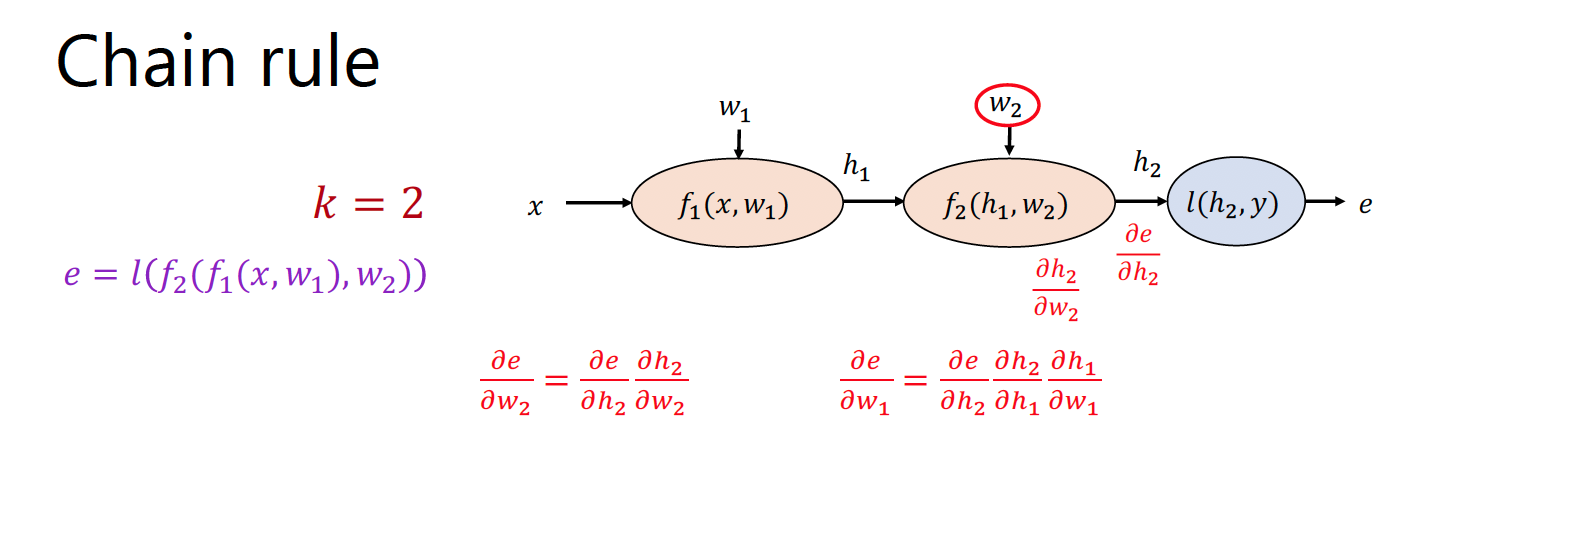 Chain rule
w₁
w₂
h₁
h₂
k = 2
x
f₁(x, w₁)
f₂(h₁, w₂)
l(h₂, y)
e
e = l(f₂(f₁(x, w₁), w₂))
∂h₂/∂w₂
∂e/∂h₂
∂e/∂w₂ = ∂e/∂h₂ ∂h₂/∂w₂
∂e/∂w₁ = ∂e/∂h₂ ∂h₂/∂h₁ ∂h₁/∂w₁